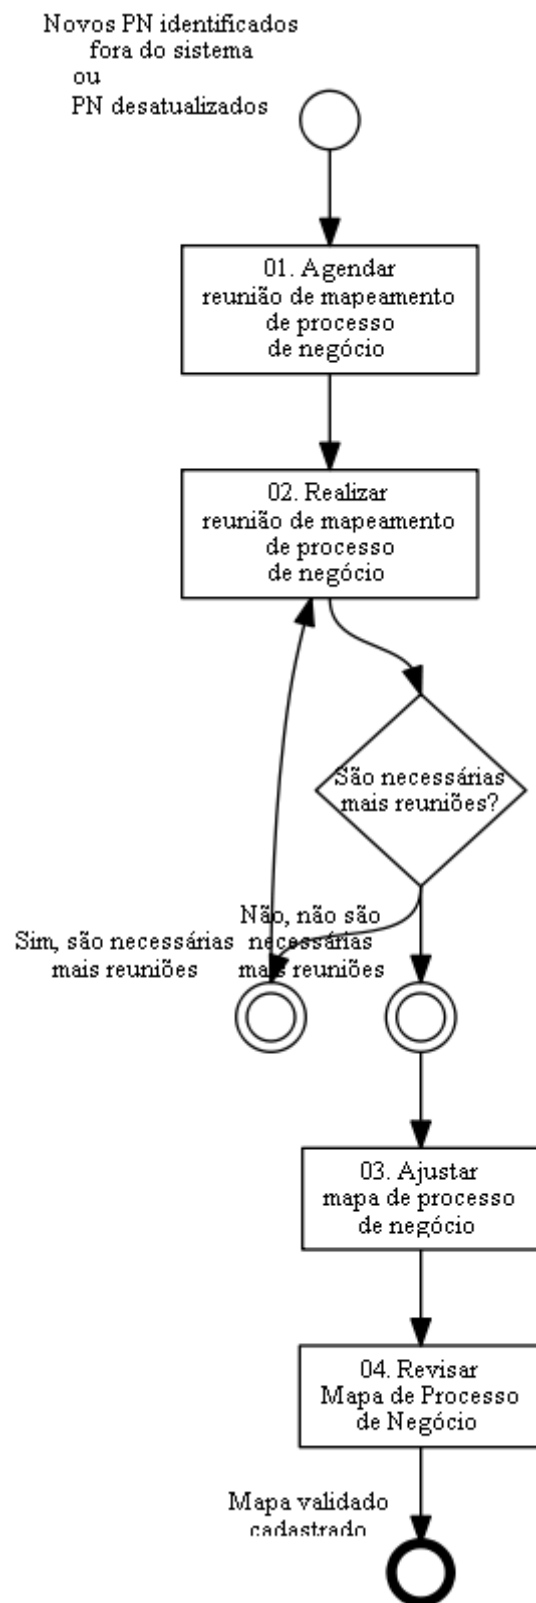 Novos PN identificados
fora do sistema
ou
PN desatualizados
01. Agendar
reunião de mapeamento
de processo
de negócio
02. Realizar
reunião de mapeamento
de processo
de negócio
São necessárias
mais reuniões?
Sim, são necessárias
mais reuniões
Não, não são
necessárias
mais reuniões
03. Ajustar
mapa de processo
de negócio
04. Revisar
Mapa de Processo
de Negócio
Mapa validado
cadastrado